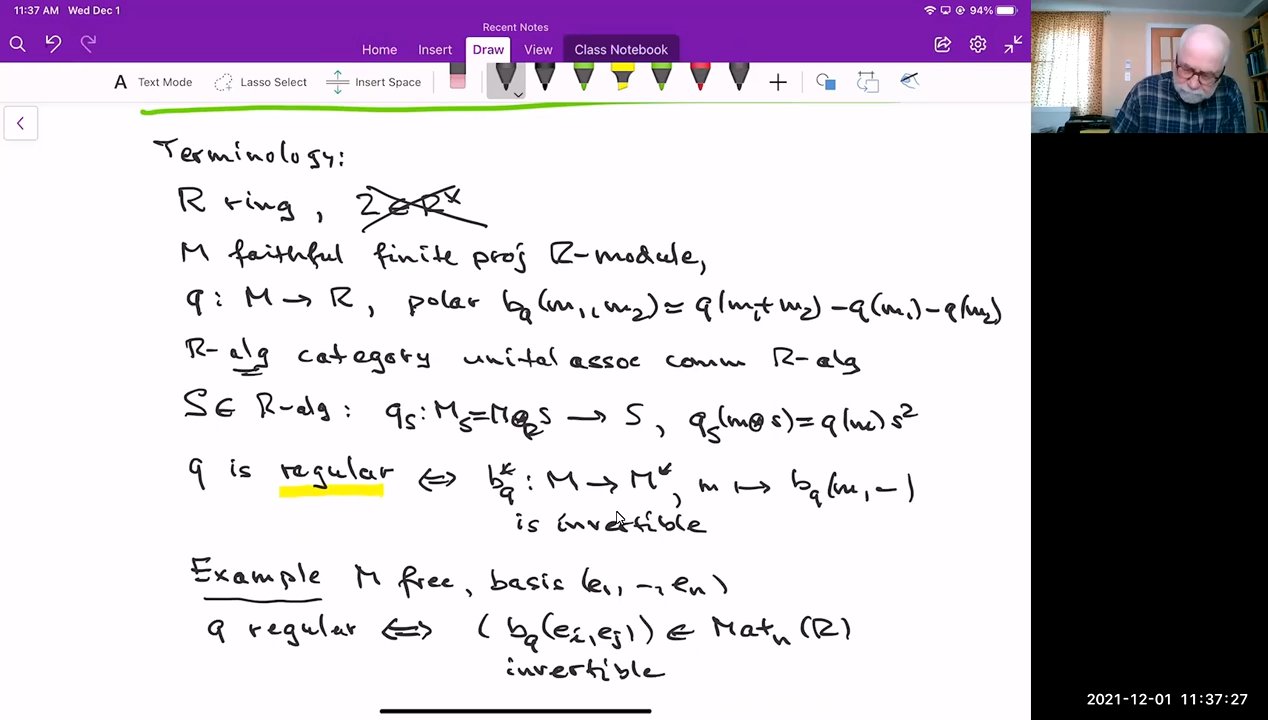 11:37 AM Wed Dec 1
94%
Recent Notes
Home Insert Draw View Class Notebook
A Text Mode Lasso Select Insert Space
Terminology:
R ring, 2 ∈ R^×
M faithful finite proj R-module,
q: M → R, polar b_q(m_1, m_2) = q(m_1+m_2) - q(m_1) - q(m_2)
R-alg category unital assoc comm R-alg
S ∈ R-alg: q_S: M_S = M⊗_R S → S, q_S(m⊗s) = q(m)s^2
q is regular ⇔ b_q^*: M → M^*, m ↦ b_q(m, -)
is invertible
Example M free, basis (e_1, -, e_n)
q regular ⇔ (b_q(e_i, e_j)) ∈ Mat_n(R)
invertible
2021-12-01 11:37:27